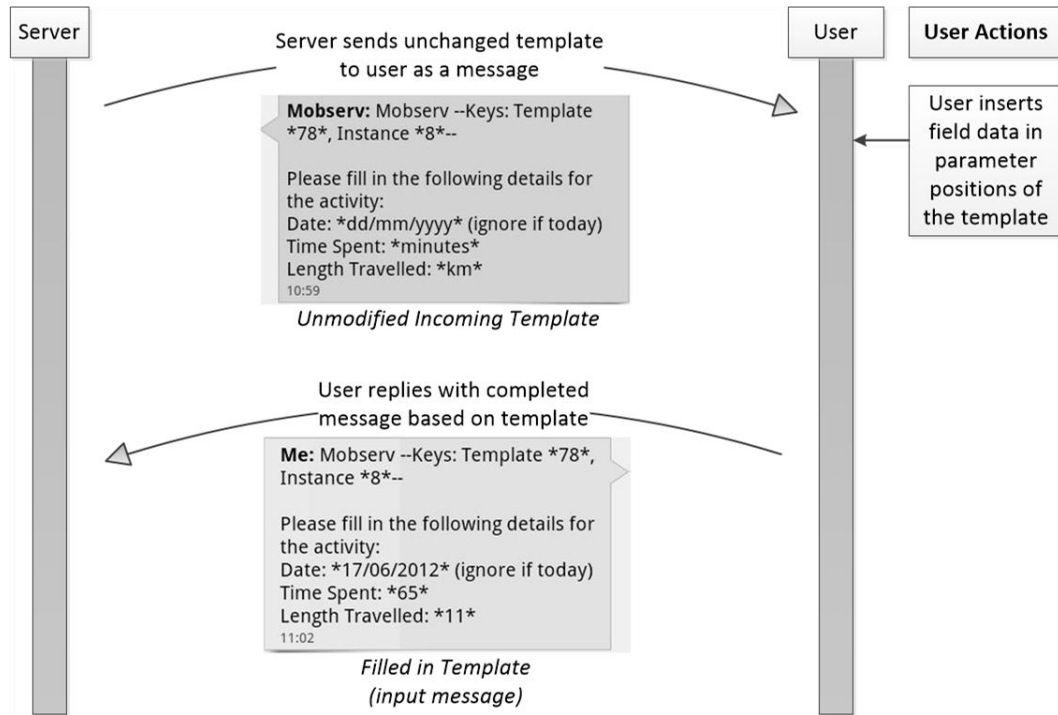 Server
User
User Actions
Server sends unchanged template
to user as a message
Mobserv: Mobserv --Keys: Template
*78*, Instance *8*--
Please fill in the following details for
the activity:
Date: *dd/mm/yyyy* (ignore if today)
Time Spent: *minutes*
Length Travelled: *km*
10:59
Unmodified Incoming Template
User inserts
field data in
parameter
positions of
the template
User replies with completed
message based on template
Me: Mobserv --Keys: Template *78*,
Instance *8*--
Please fill in the following details for
the activity:
Date: *17/06/2012* (ignore if today)
Time Spent: *65*
Length Travelled: *11*
11:02
Filled in Template
(input message)